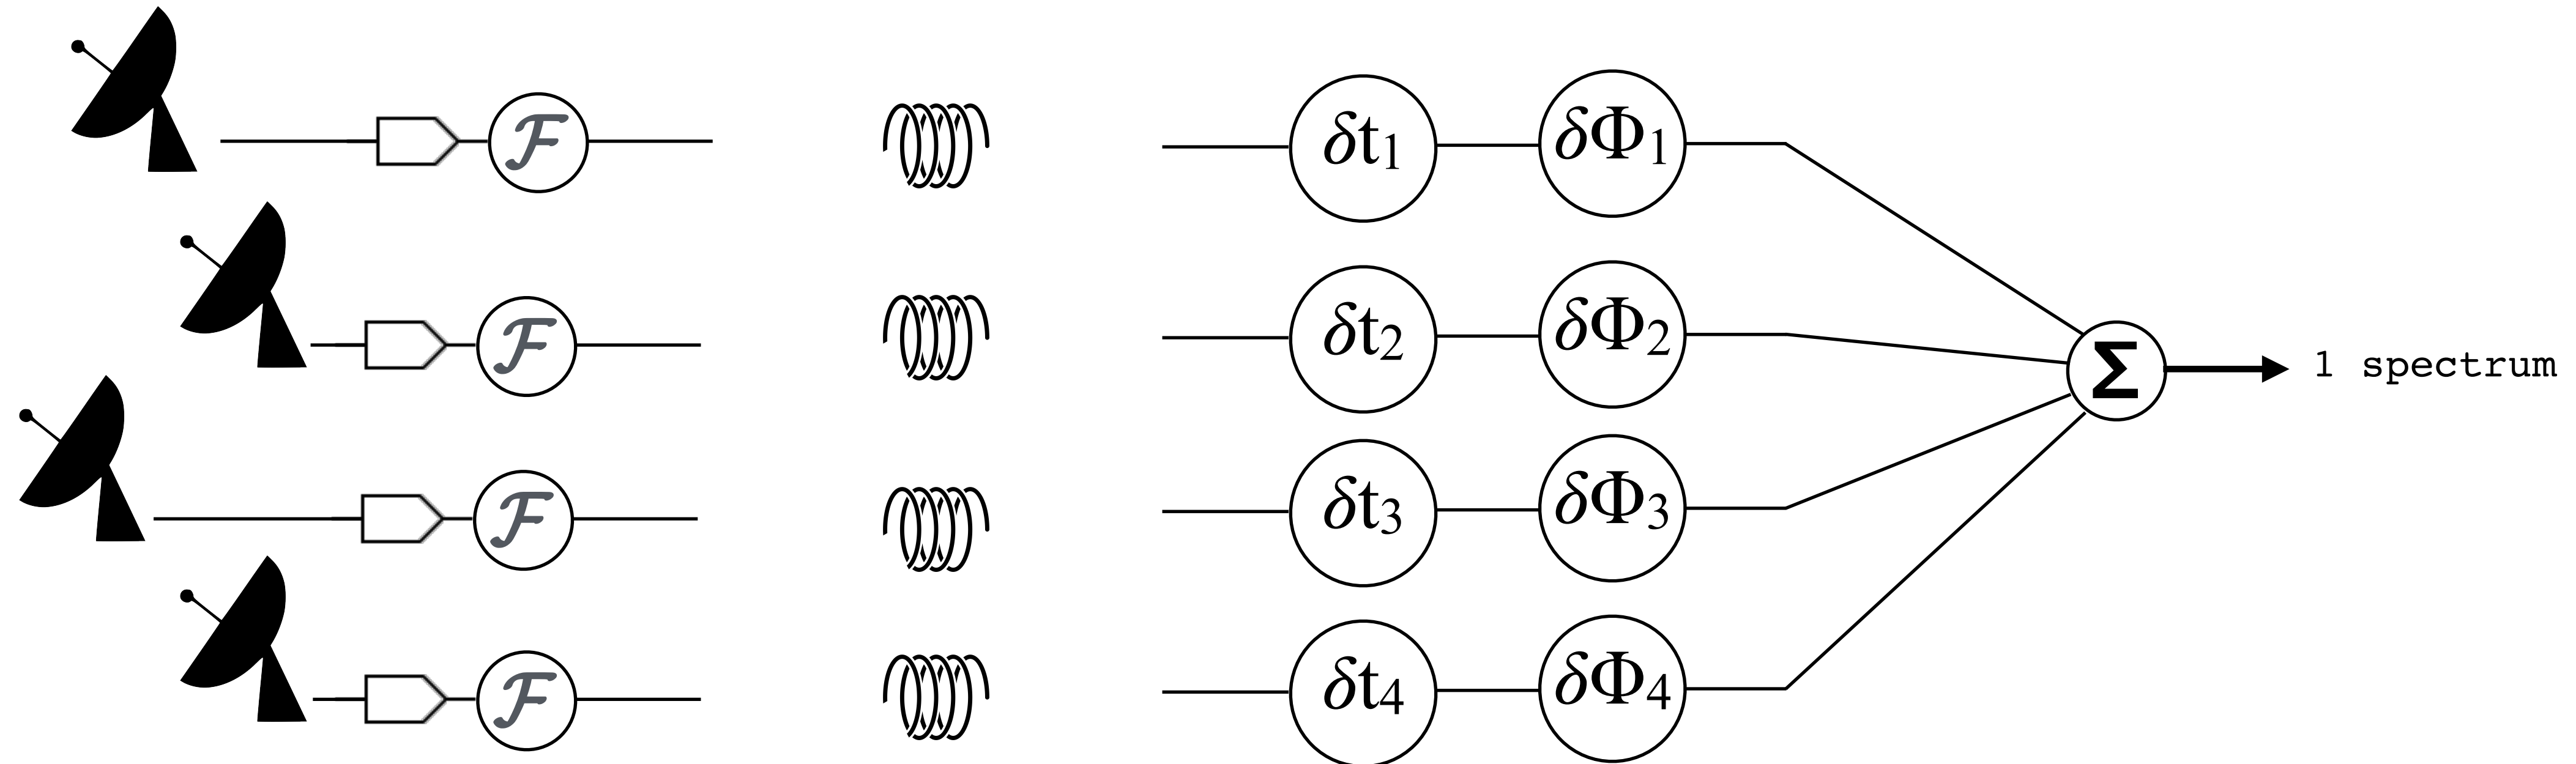 ℱ δt₁ δΦ₁
ℱ δt₂ δΦ₂
Σ 1 spectrum
ℱ δt₃ δΦ₃
ℱ δt₄ δΦ₄